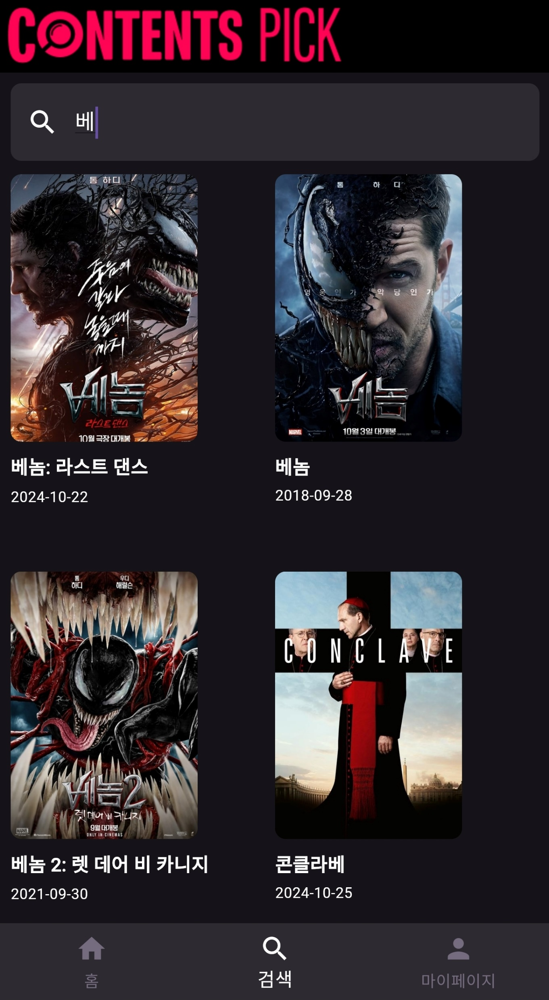 CONTENTS PICK
베
톰 하디
죽음이
갈라
놓을 때
까지
베놈
라스트 댄스
10월 극장 대개봉
톰 하 디
영웅인가 악당인가
베놈
MARVEL
10월 3일 대개봉
베놈: 라스트 댄스
2024-10-22
베놈
2018-09-28
톰 하디
우디 해럴슨
베놈2
렛 데어 비 카니지
9월 대개봉
ONLY IN CINEMAS
MARVEL
CONCLAVE
베놈 2: 렛 데어 비 카니지
2021-09-30
콘클라베
2024-10-25
홈
검색
마이페이지